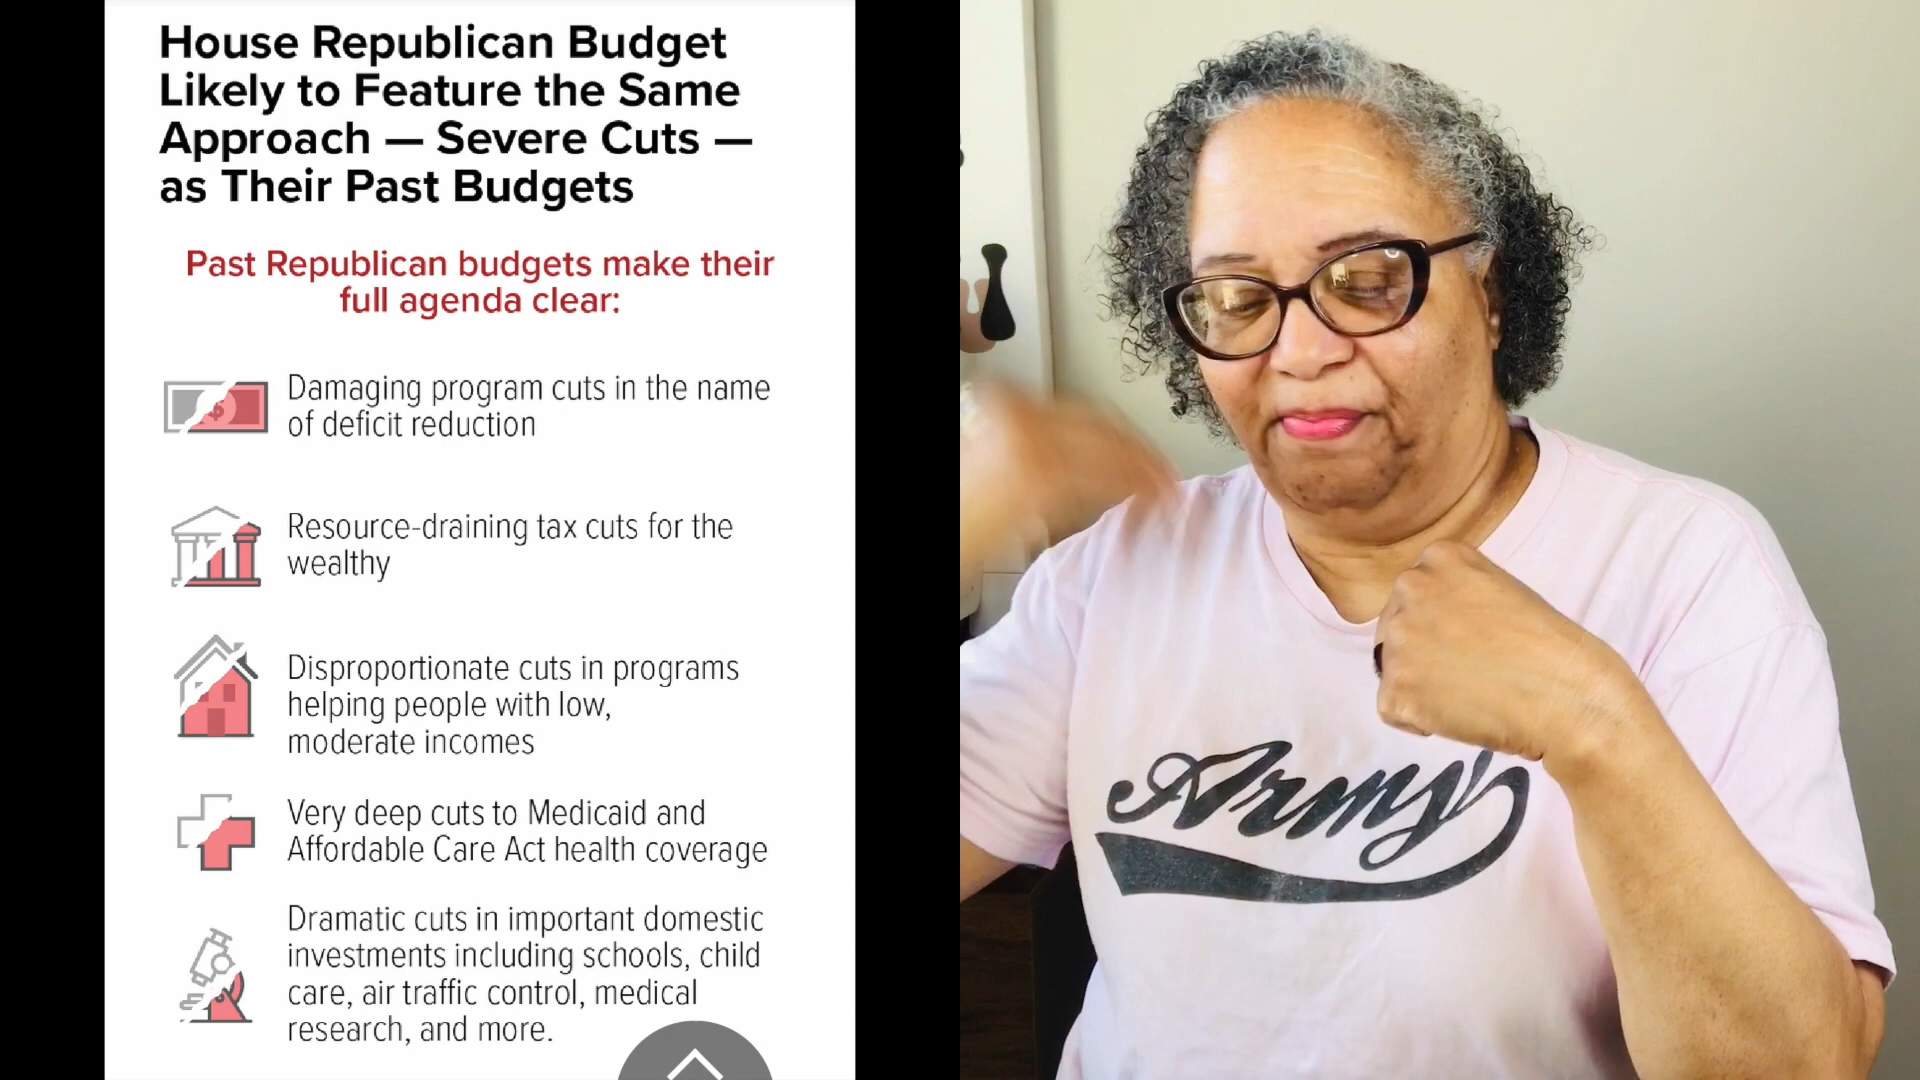 House Republican Budget
Likely to Feature the Same
Approach — Severe Cuts —
as Their Past Budgets
Past Republican budgets make their
full agenda clear:
Damaging program cuts in the name
of deficit reduction
Resource-draining tax cuts for the
wealthy
Disproportionate cuts in programs
helping people with low,
moderate incomes
Very deep cuts to Medicaid and
Affordable Care Act health coverage
Dramatic cuts in important domestic
investments including schools, child
care, air traffic control, medical
research, and more.
Army